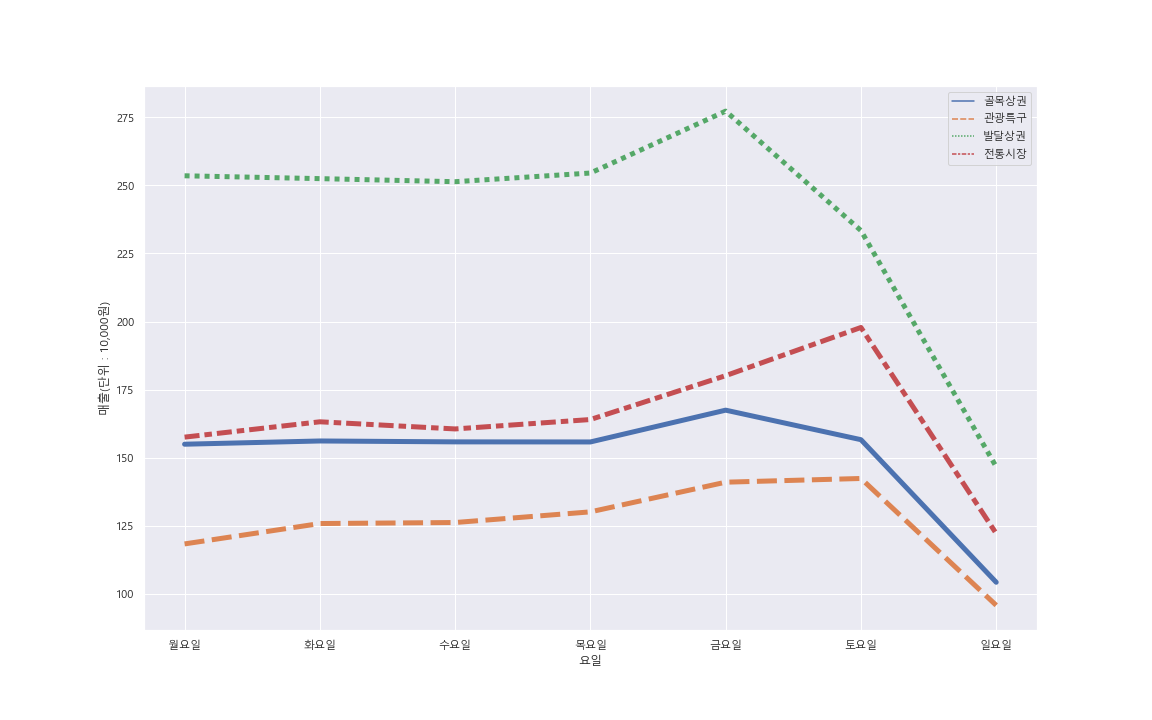 골목상권
관광특구
발달상권
전통시장
275
250
225
200
175
150
125
100
매출(단위 : 10,000원)
월요일 화요일 수요일 목요일 금요일 토요일 일요일
요일